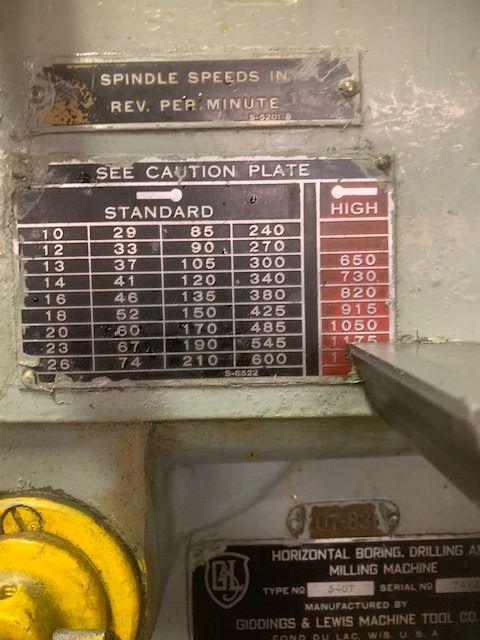 SPINDLE SPEEDS IN
REV. PER MINUTE
S-5201-B
SEE CAUTION PLATE
STANDARD HIGH
10 29 85 240
12 33 90 270
13 37 105 300 650
14 41 120 340 730
16 46 135 380 820
18 52 150 425 915
20 60 170 485 1050
23 67 190 545 1175
26 74 210 600
S-6522
HORIZONTAL BORING, DRILLING
MILLING MACHINE
TYPE NO 340T SERIAL NO
MANUFACTURED BY
GIDDINGS & LEWIS MACHINE TOOL CO.
FOND DU LAC, WIS. U. S. A